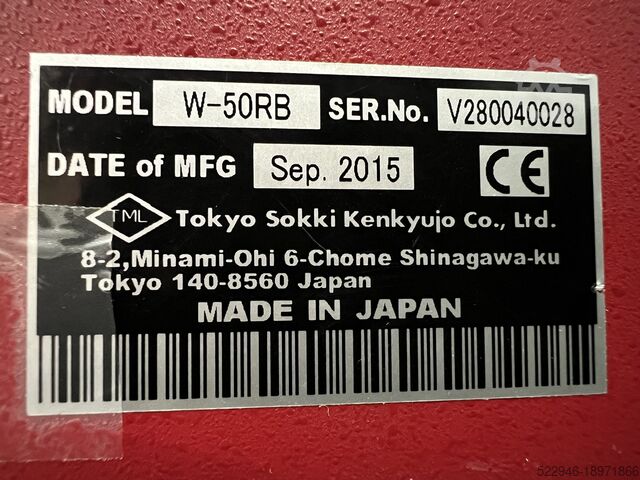 MODEL W-50RB SER.No. V280040028
DATE of MFG Sep. 2015 CE
TML Tokyo Sokki Kenkyujo Co., Ltd.
8-2,Minami-Ohi 6-Chome Shinagawa-ku
Tokyo 140-8560 Japan
MADE IN JAPAN
522946-18971866